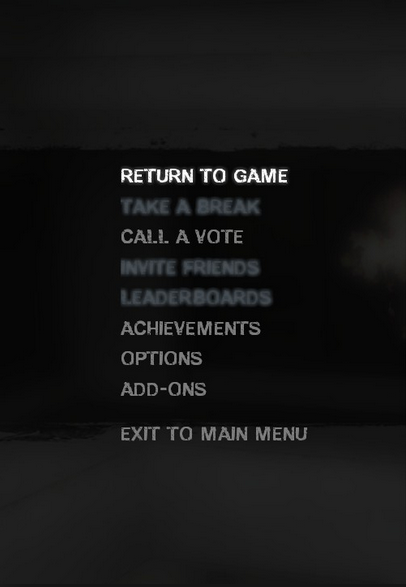 RETURN TO GAME
TAKE A BREAK
CALL A VOTE
INVITE FRIENDS
LEADERBOARDS
ACHIEVEMENTS
OPTIONS
ADD-ONS
EXIT TO MAIN MENU